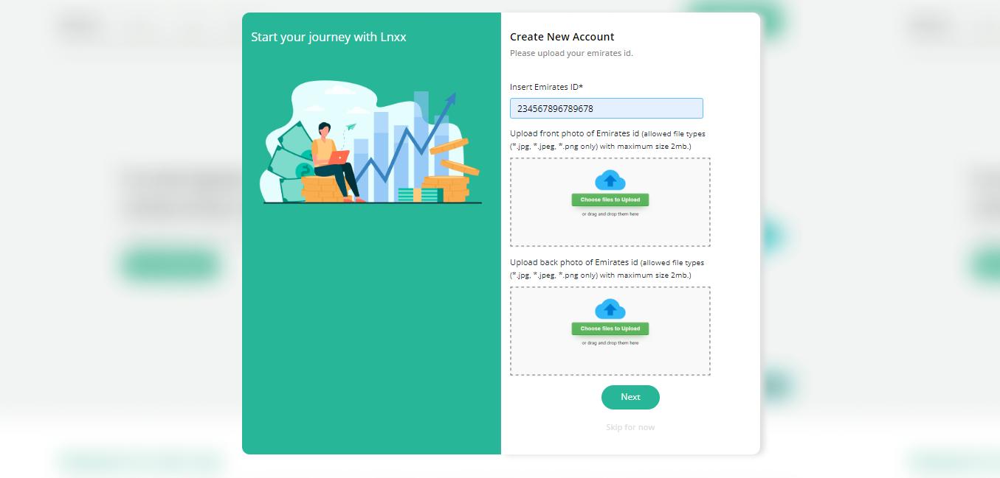 Start your journey with Lnxx
Create New Account
Please upload your emirates id.
Insert Emirates ID*
234567896789678
Upload front photo of Emirates id (allowed file types
(*.jpg, *.jpeg, *.png only) with maximum size 2mb.)
Choose files to Upload
or drag and drop them here
Upload back photo of Emirates id (allowed file types
(*.jpg, *.jpeg, *.png only) with maximum size 2mb.)
Choose files to Upload
or drag and drop them here
Next
Skip for now